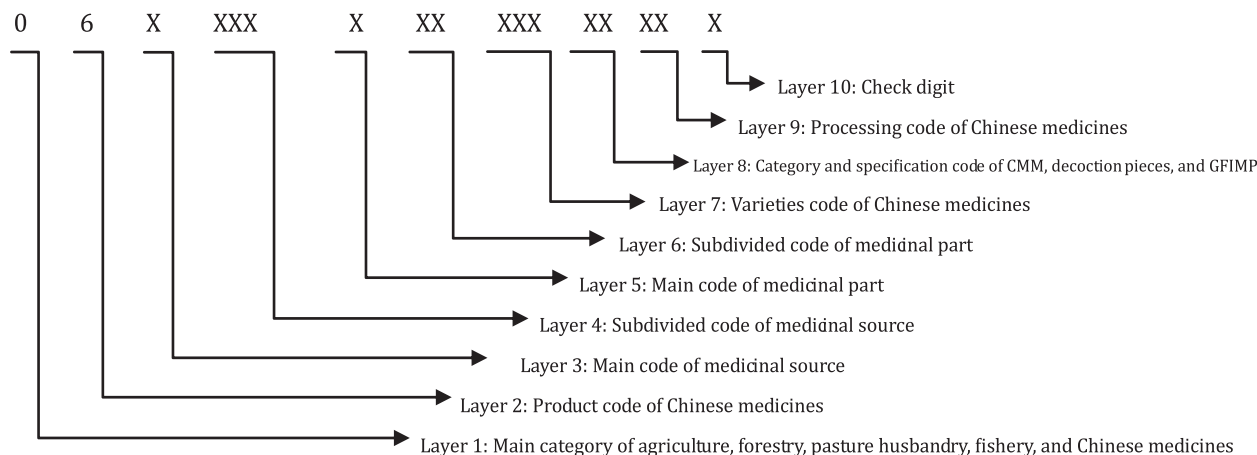 0 6 X XXX X XX XXX XX XX X
Layer 10: Check digit
Layer 9: Processing code of Chinese medicines
Layer 8: Category and specification code of CMM, decoction pieces, and GFIMP
Layer 7: Varieties code of Chinese medicines
Layer 6: Subdivided code of medicinal part
Layer 5: Main code of medicinal part
Layer 4: Subdivided code of medicinal source
Layer 3: Main code of medicinal source
Layer 2: Product code of Chinese medicines
Layer 1: Main category of agriculture, forestry, pasture husbandry, fishery, and Chinese medicines